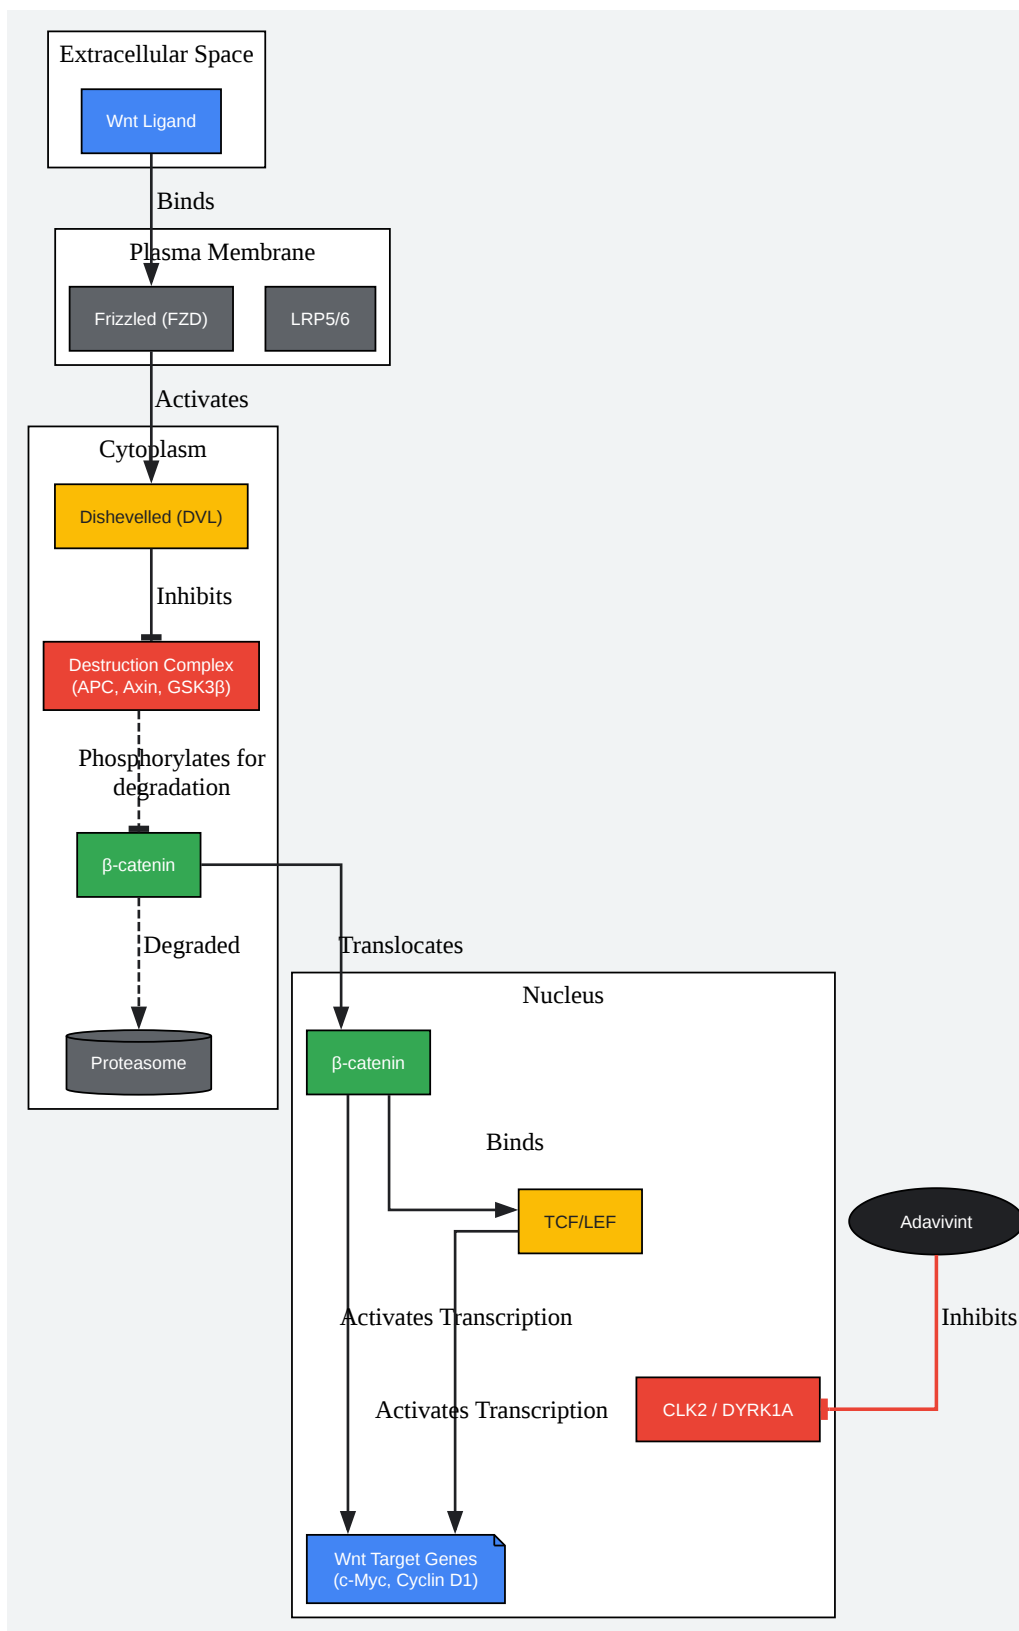 Extracellular Space
Wnt Ligand
Binds
Plasma Membrane
Frizzled (FZD)
LRP5/6
Activates
Cytoplasm
Dishevelled (DVL)
Inhibits
Destruction Complex
(APC, Axin, GSK3β)
Phosphorylates for
degradation
β-catenin
Degraded
Translocates
Proteasome
Nucleus
β-catenin
Binds
TCF/LEF
Adavivint
Activates Transcription
Inhibits
Activates Transcription
CLK2 / DYRK1A
Wnt Target Genes
(c-Myc, Cyclin D1)